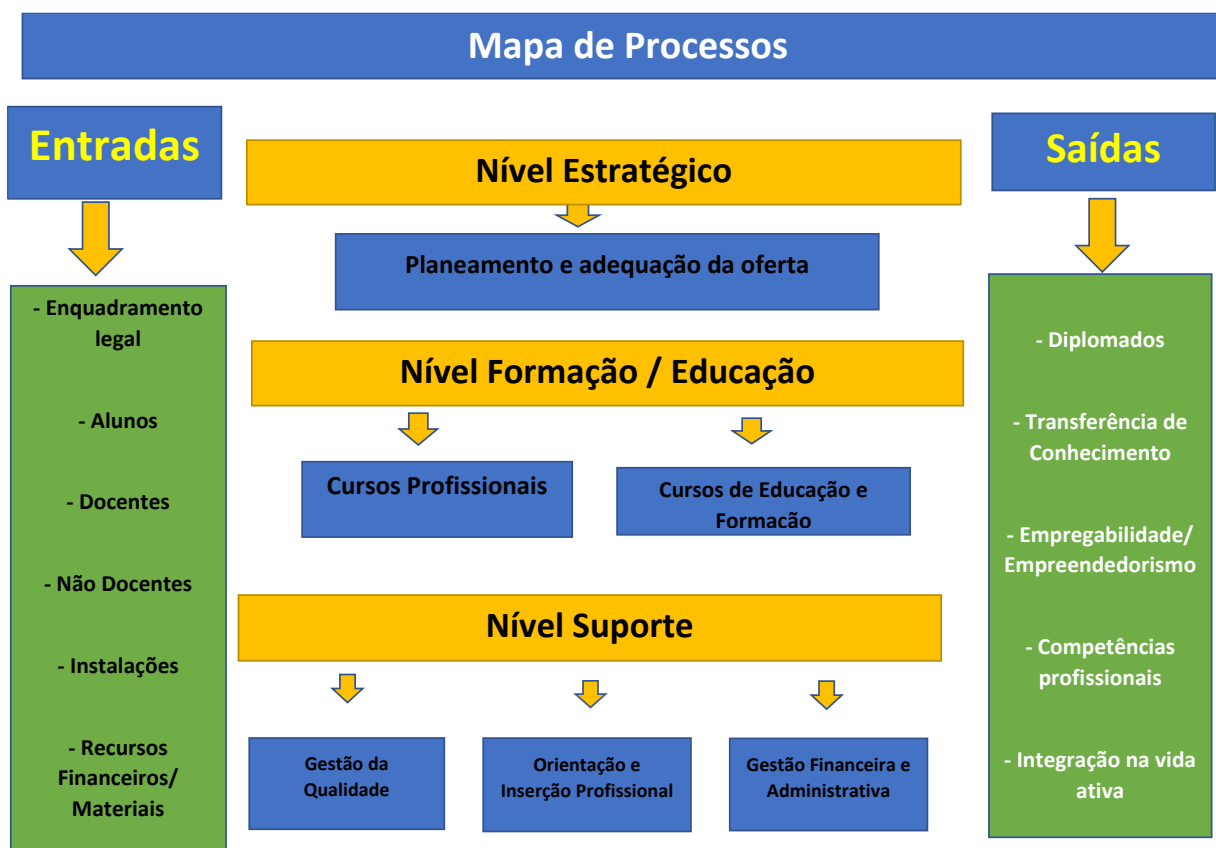 Mapa de Processos
Entradas
- Enquadramento
legal
- Alunos
- Docentes
- Não Docentes
- Instalações
- Recursos
Financeiros/
Materiais
Nível Estratégico
Planeamento e adequação da oferta
Nível Formação / Educação
Cursos Profissionais
Cursos de Educação e
Formação
Nível Suporte
Gestão da
Qualidade
Orientação e
Inserção Profissional
Gestão Financeira e
Administrativa
Saídas
- Diplomados
- Transferência de
Conhecimento
- Empregabilidade/
Empreendedorismo
- Competências
profissionais
- Integração na vida
ativa